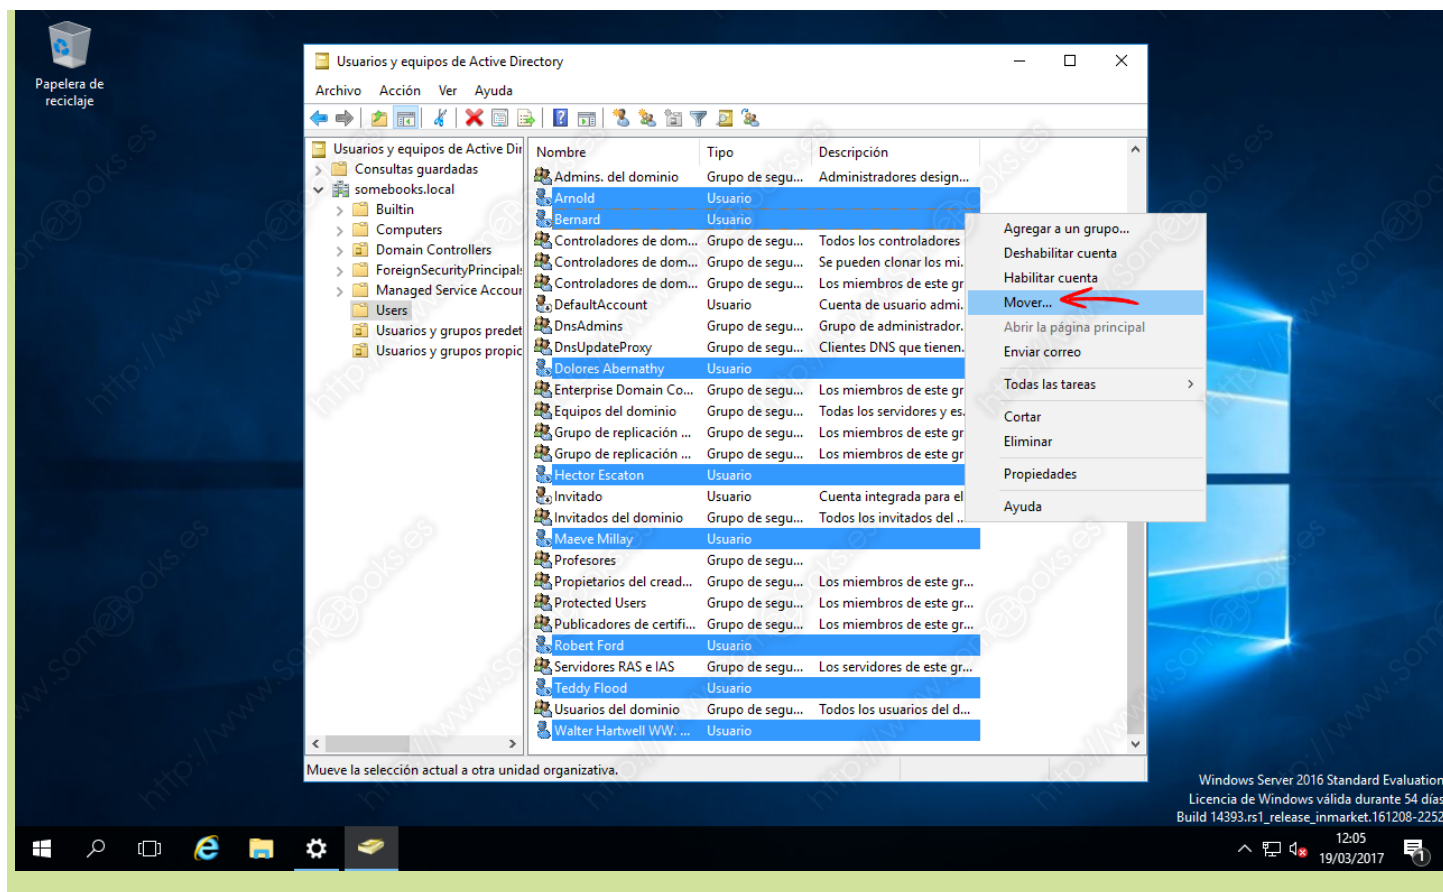 Papelera de
reciclaje
Usuarios y equipos de Active Directory
Archivo Acción Ver Ayuda
Usuarios y equipos de Active Dir
Consultas guardadas
somebooks.local
Builtin
Computers
Domain Controllers
ForeignSecurityPrincipals
Managed Service Accour
Users
Usuarios y grupos predet
Usuarios y grupos propic
Nombre Tipo Descripción
Admins. del dominio Grupo de segu... Administradores design...
Arnold Usuario
Bernard Usuario
Controladores de dom... Grupo de segu... Todos los controladores
Controladores de dom... Grupo de segu... Se pueden clonar los mi.
Controladores de dom... Grupo de segu... Los miembros de este gr
DefaultAccount Usuario Cuenta de usuario admi.
DnsAdmins Grupo de segu... Grupo de administrador.
DnsUpdateProxy Grupo de segu... Clientes DNS que tienen.
Dolores Abernathy Usuario
Enterprise Domain Co... Grupo de segu... Los miembros de este gr
Equipos del dominio Grupo de segu... Todas los servidores y es.
Grupo de replicación ... Grupo de segu... Los miembros de este gr
Grupo de replicación ... Grupo de segu... Los miembros de este gr
Hector Escaton Usuario
Invitado Usuario Cuenta integrada para el
Invitados del dominio Grupo de segu... Todos los invitados del ...
Maeve Millay Usuario
Profesores Grupo de segu...
Propietarios del cread... Grupo de segu... Los miembros de este gr...
Protected Users Grupo de segu... Los miembros de este gr...
Publicadores de certifi... Grupo de segu... Los miembros de este gr...
Robert Ford Usuario
Servidores RAS e IAS Grupo de segu... Los servidores de este gr...
Teddy Flood Usuario
Usuarios del dominio Grupo de segu... Todos los usuarios del d...
Walter Hartwell WW. ... Usuario
Agregar a un grupo...
Deshabilitar cuenta
Habilitar cuenta
Mover...
Abrir la página principal
Enviar correo
Todas las tareas
Cortar
Eliminar
Propiedades
Ayuda
Mueve la selección actual a otra unidad organizativa.
Windows Server 2016 Standard Evaluation
Licencia de Windows válida durante 54 días
Build 14393.rs1_release_inmarket.161208-2252
12:05
19/03/2017
1
http://www.SomeBooks.es